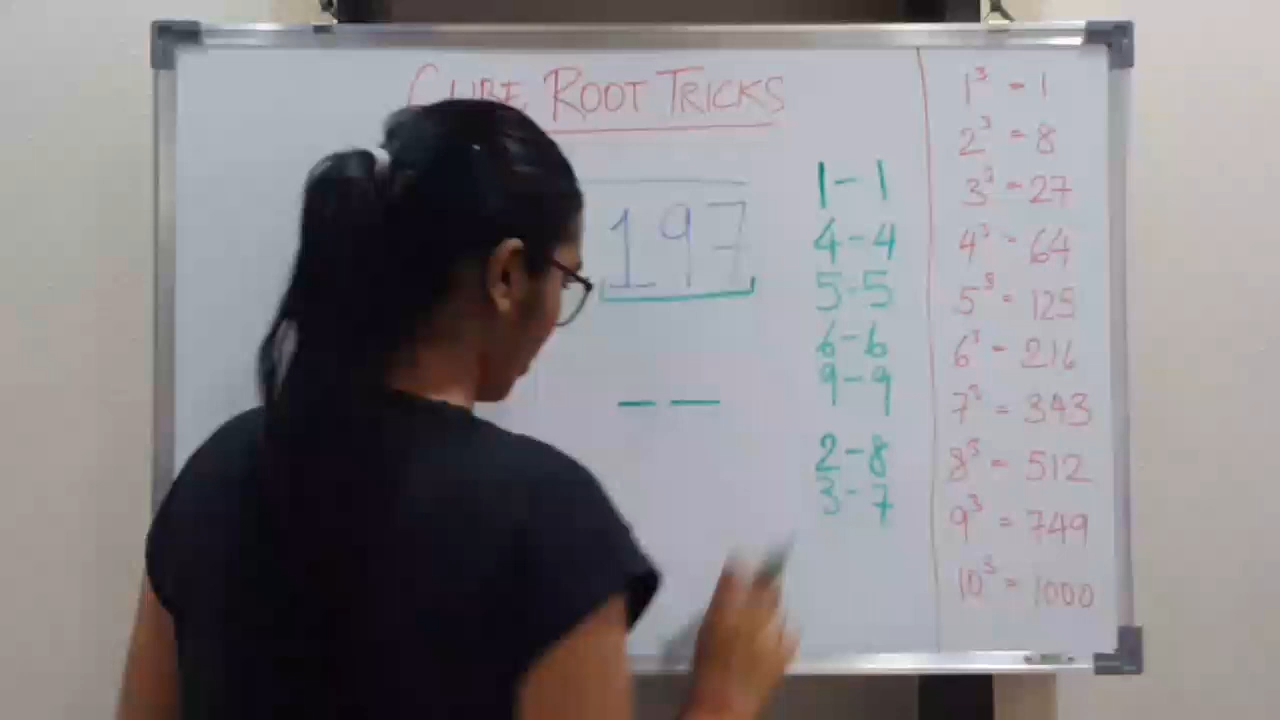 CUBE ROOT TRICKS
197
1 - 1
4 - 4
5 - 5
6 - 6
9 - 9
2 - 8
3 - 7
1³ = 1
2³ = 8
3³ = 27
4³ = 64
5³ = 125
6³ = 216
7³ = 343
8³ = 512
9³ = 749
10³ = 1000